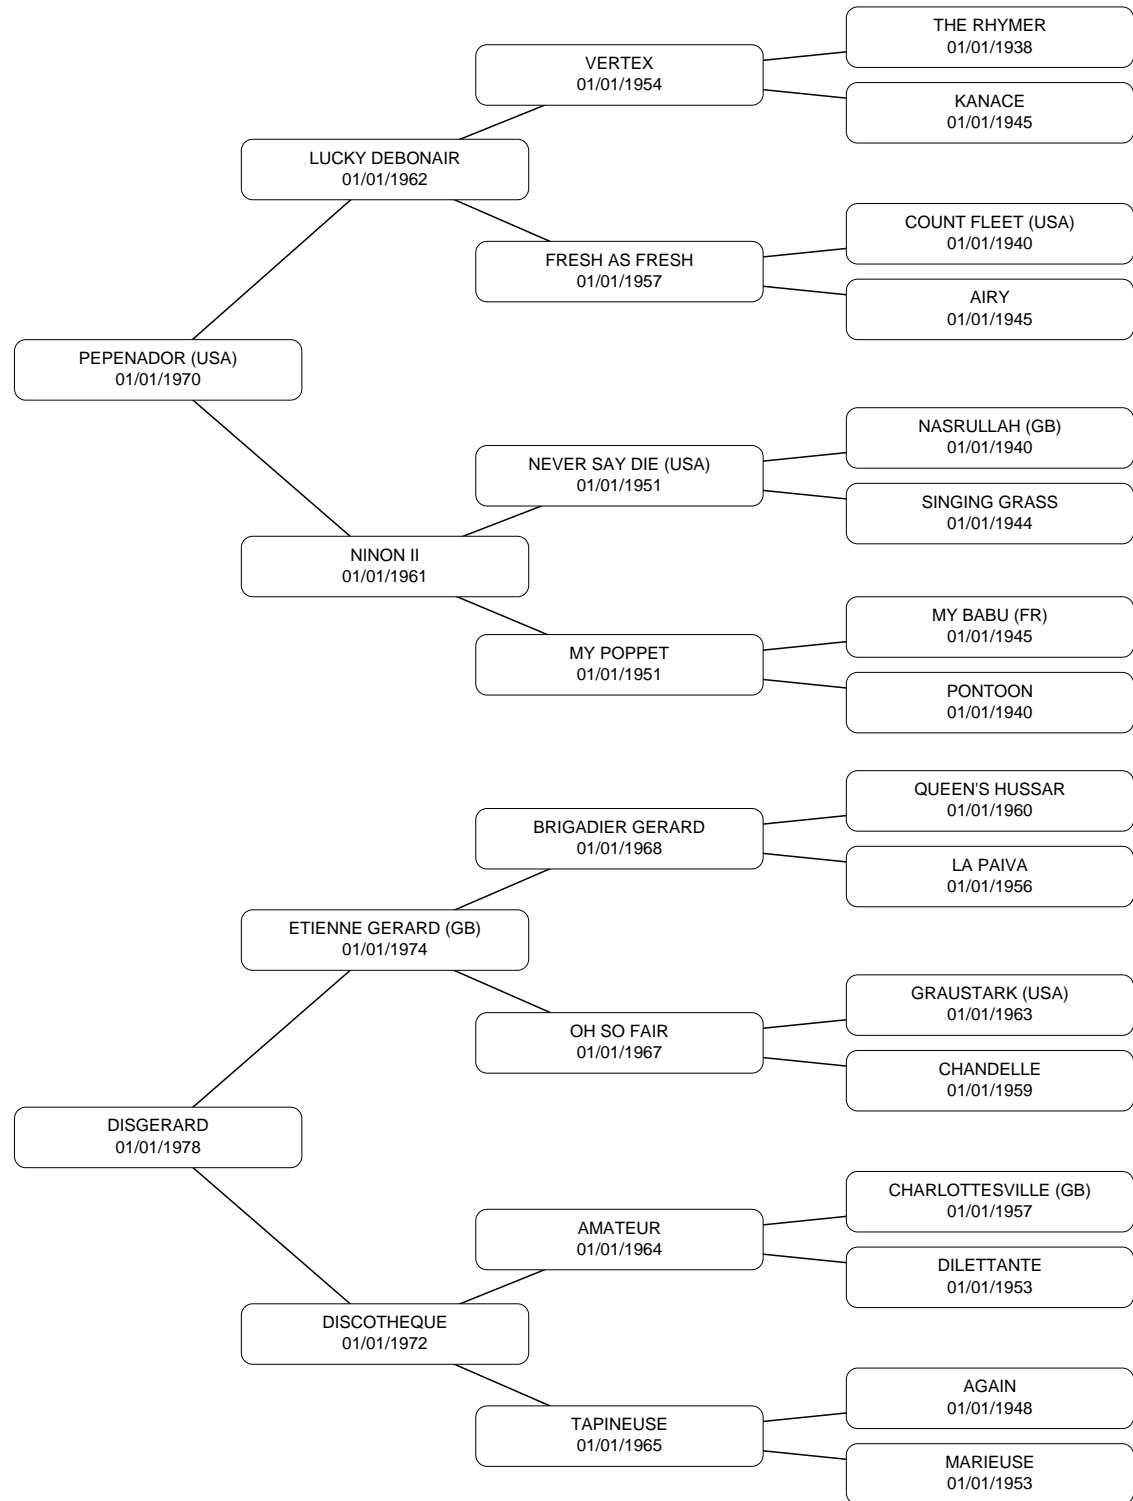 THE RHYMER
01/01/1938
VERTEX
01/01/1954
KANACE
01/01/1945
LUCKY DEBONAIR
01/01/1962
COUNT FLEET (USA)
01/01/1940
FRESH AS FRESH
01/01/1957
AIRY
01/01/1945
PEPENADOR (USA)
01/01/1970
NASRULLAH (GB)
01/01/1940
NEVER SAY DIE (USA)
01/01/1951
SINGING GRASS
01/01/1944
NINON II
01/01/1961
MY BABU (FR)
01/01/1945
MY POPPET
01/01/1951
PONTOON
01/01/1940
QUEEN'S HUSSAR
01/01/1960
BRIGADIER GERARD
01/01/1968
LA PAIVA
01/01/1956
ETIENNE GERARD (GB)
01/01/1974
GRAUSTARK (USA)
01/01/1963
OH SO FAIR
01/01/1967
CHANDELLE
01/01/1959
DISGERARD
01/01/1978
CHARLOTTESVILLE (GB)
01/01/1957
AMATEUR
01/01/1964
DILETTANTE
01/01/1953
DISCOTHEQUE
01/01/1972
AGAIN
01/01/1948
TAPINEUSE
01/01/1965
MARIEUSE
01/01/1953